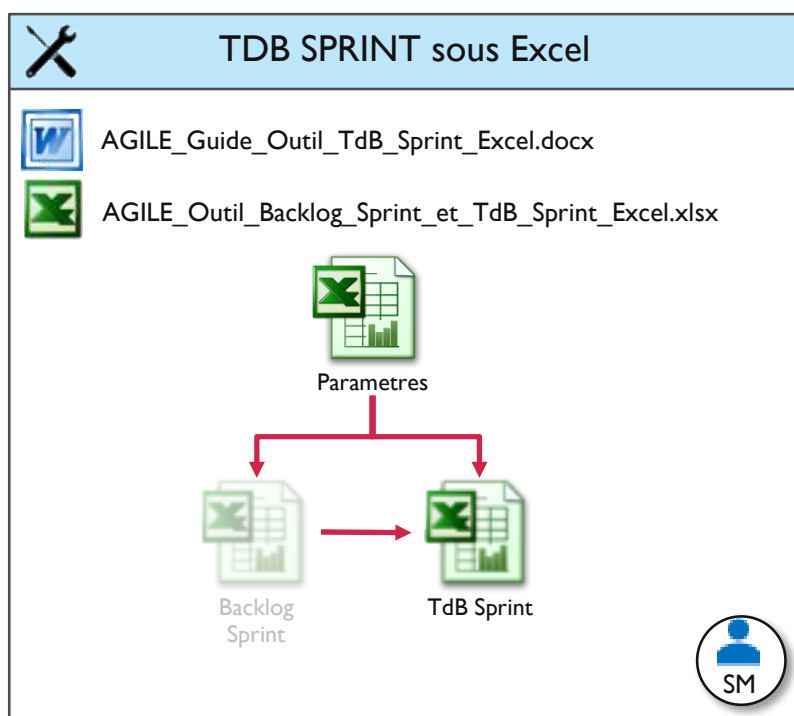 TDB SPRINT sous Excel
AGILE_Guide_Outil_TdB_Sprint_Excel.docx
AGILE_Outil_Backlog_Sprint_et_TdB_Sprint_Excel.xlsx
Parametres
Backlog
Sprint
TdB Sprint
SM